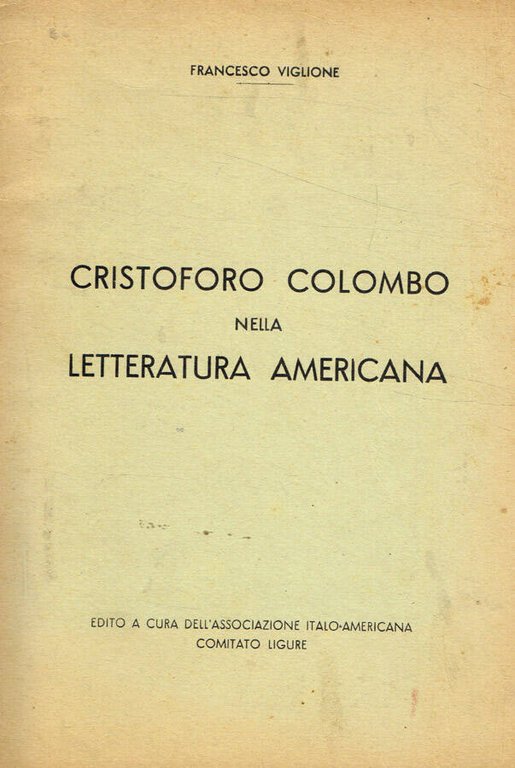 FRANCESCO VIGLIONE
CRISTOFORO COLOMBO
NELLA
LETTERATURA AMERICANA
EDITO A CURA DELL'ASSOCIAZIONE ITALO-AMERICANA
COMITATO LIGURE